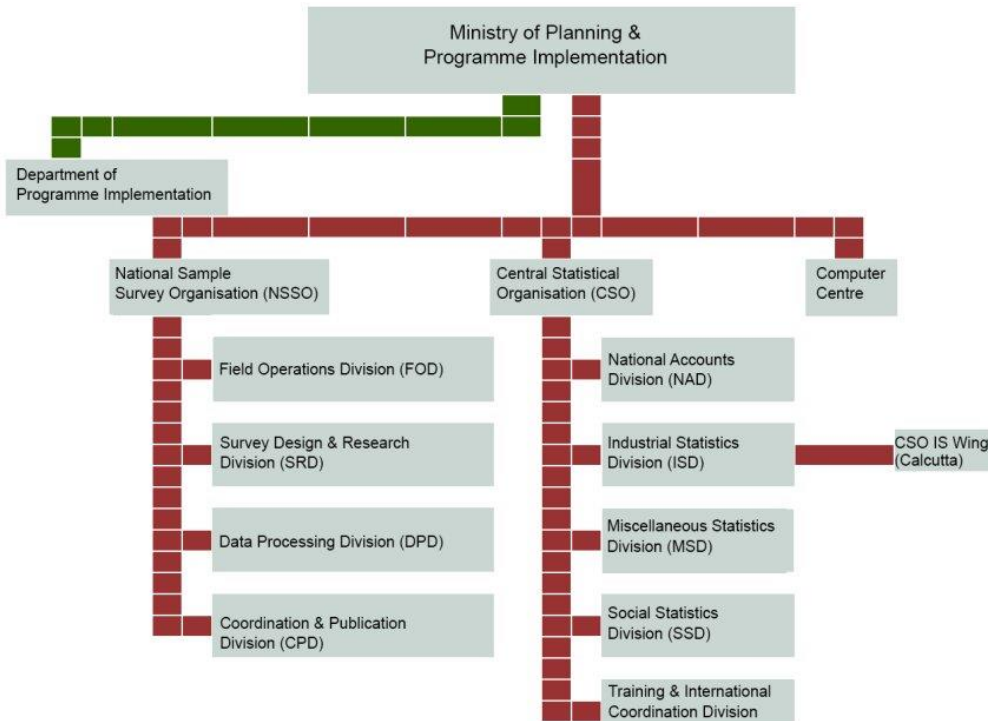 Ministry of Planning &
Programme Implementation
Department of
Programme Implementation
National Sample
Survey Organisation (NSSO)
Central Statistical
Organisation (CSO)
Computer
Centre
Field Operations Division (FOD)
National Accounts
Division (NAD)
Survey Design & Research
Division (SRD)
Industrial Statistics
Division (ISD)
CSO IS Wing
(Calcutta)
Data Processing Division (DPD)
Miscellaneous Statistics
Division (MSD)
Coordination & Publication
Division (CPD)
Social Statistics
Division (SSD)
Training & International
Coordination Division